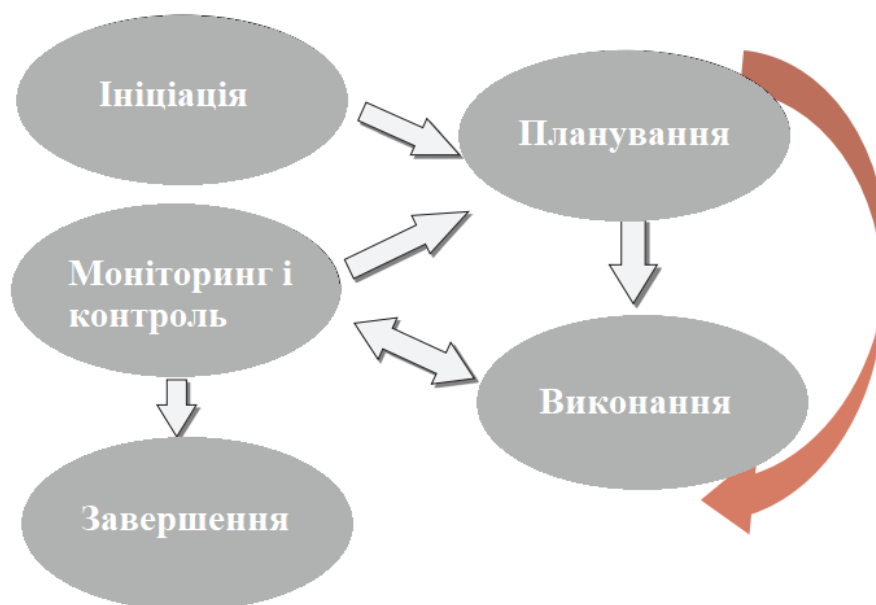 Ініціація
Планування
Моніторинг і
контроль
Виконання
Завершення